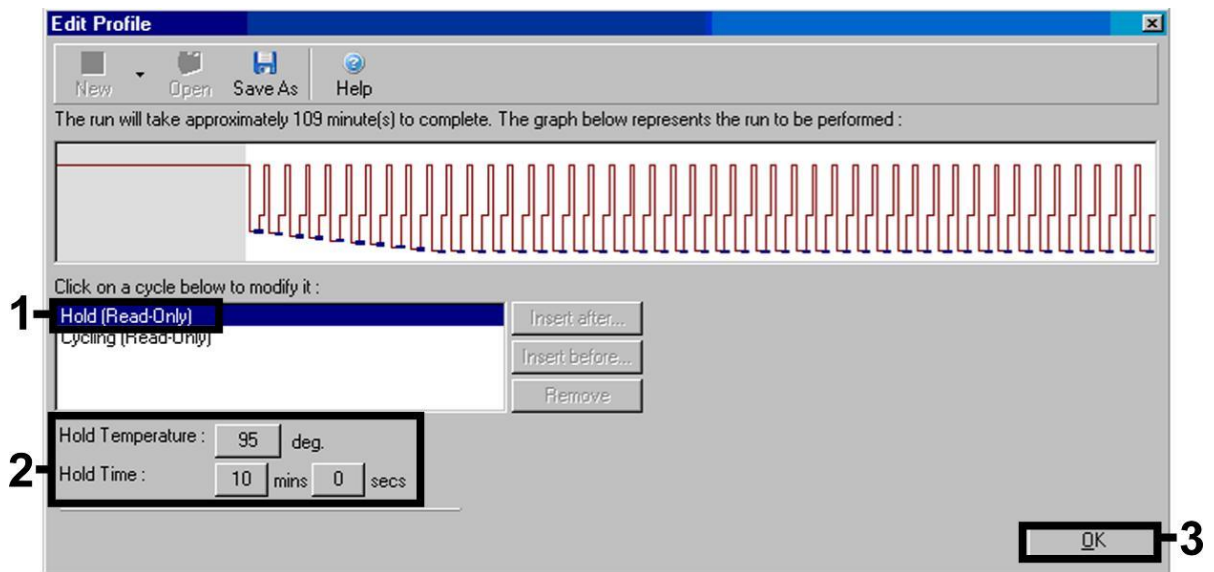 Edit Profile
New Open Save As Help
The run will take approximately 109 minute(s) to complete. The graph below represents the run to be performed :
Click on a cycle below to modify it :
1 Hold (Read-Only) Insert after...
Cycling (Read-Only) Insert before...
Remove
Hold Temperature : 95 deg.
2 Hold Time : 10 mins 0 secs
OK 3